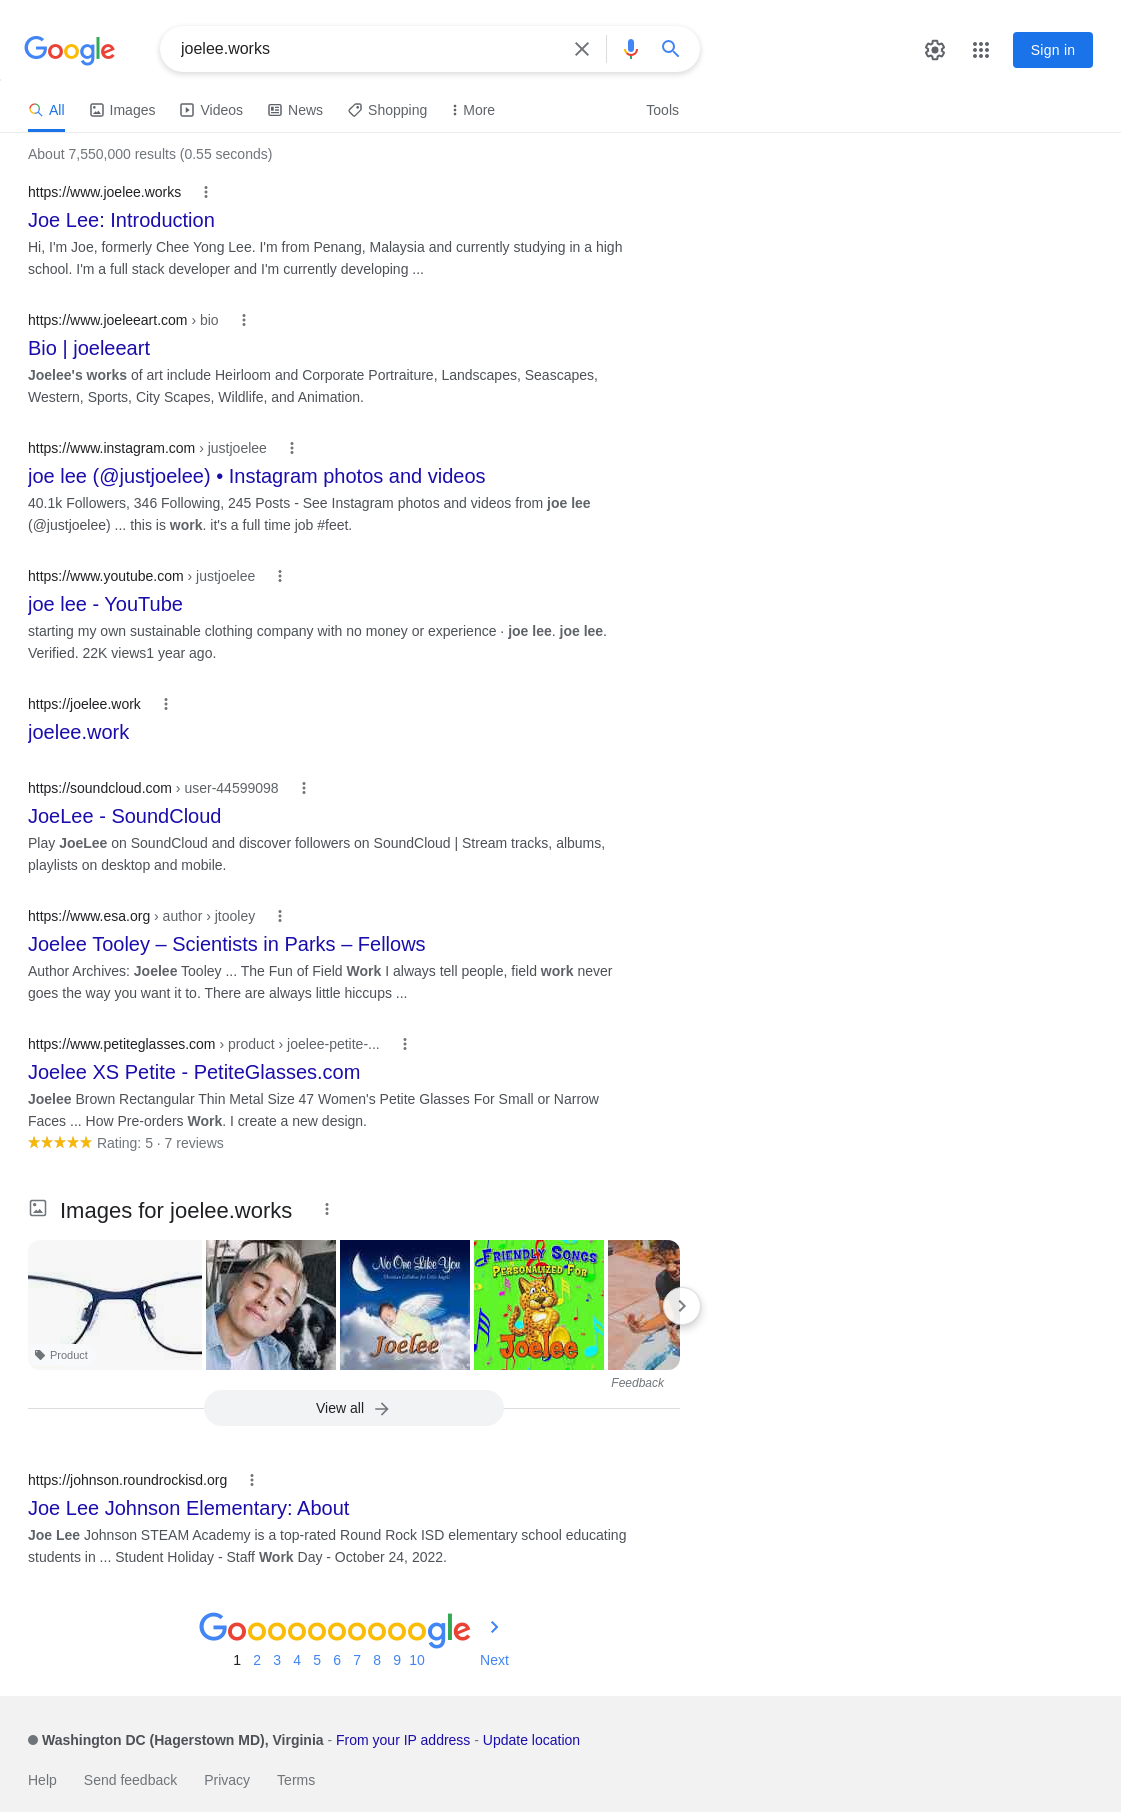 Google
joelee.works
Sign in
All
Images
Videos
News
Shopping
More
Tools
About 7,550,000 results (0.55 seconds)
https://www.joelee.works
Joe Lee: Introduction
Hi, I'm Joe, formerly Chee Yong Lee. I'm from Penang, Malaysia and currently studying in a high
school. I'm a full stack developer and I'm currently developing ...
https://www.joeleeart.com › bio
Bio | joeleeart
Joelee's works of art include Heirloom and Corporate Portraiture, Landscapes, Seascapes,
Western, Sports, City Scapes, Wildlife, and Animation.
https://www.instagram.com › justjoelee
joe lee (@justjoelee) • Instagram photos and videos
40.1k Followers, 346 Following, 245 Posts - See Instagram photos and videos from joe lee
(@justjoelee) ... this is work. it's a full time job #feet.
https://www.youtube.com › justjoelee
joe lee - YouTube
starting my own sustainable clothing company with no money or experience · joe lee. joe lee.
Verified. 22K views1 year ago.
https://joelee.work
joelee.work
https://soundcloud.com › user-44599098
JoeLee - SoundCloud
Play JoeLee on SoundCloud and discover followers on SoundCloud | Stream tracks, albums,
playlists on desktop and mobile.
https://www.esa.org › author › jtooley
Joelee Tooley – Scientists in Parks – Fellows
Author Archives: Joelee Tooley ... The Fun of Field Work I always tell people, field work never
goes the way you want it to. There are always little hiccups ...
https://www.petiteglasses.com › product › joelee-petite-...
Joelee XS Petite - PetiteGlasses.com
Joelee Brown Rectangular Thin Metal Size 47 Women's Petite Glasses For Small or Narrow
Faces ... How Pre-orders Work. I create a new design.
Rating: 5 · 7 reviews
Images for joelee.works
No One Like You
Christian Lullabies for Little Angels
Joelee
Friendly Songs
Personalized For
Joelee
Product
Feedback
View all
https://johnson.roundrockisd.org
Joe Lee Johnson Elementary: About
Joe Lee Johnson STEAM Academy is a top-rated Round Rock ISD elementary school educating
students in ... Student Holiday - Staff Work Day - October 24, 2022.
Goooooooooogle
1 2 3 4 5 6 7 8 9 10 Next
Washington DC (Hagerstown MD), Virginia - From your IP address - Update location
Help Send feedback Privacy Terms